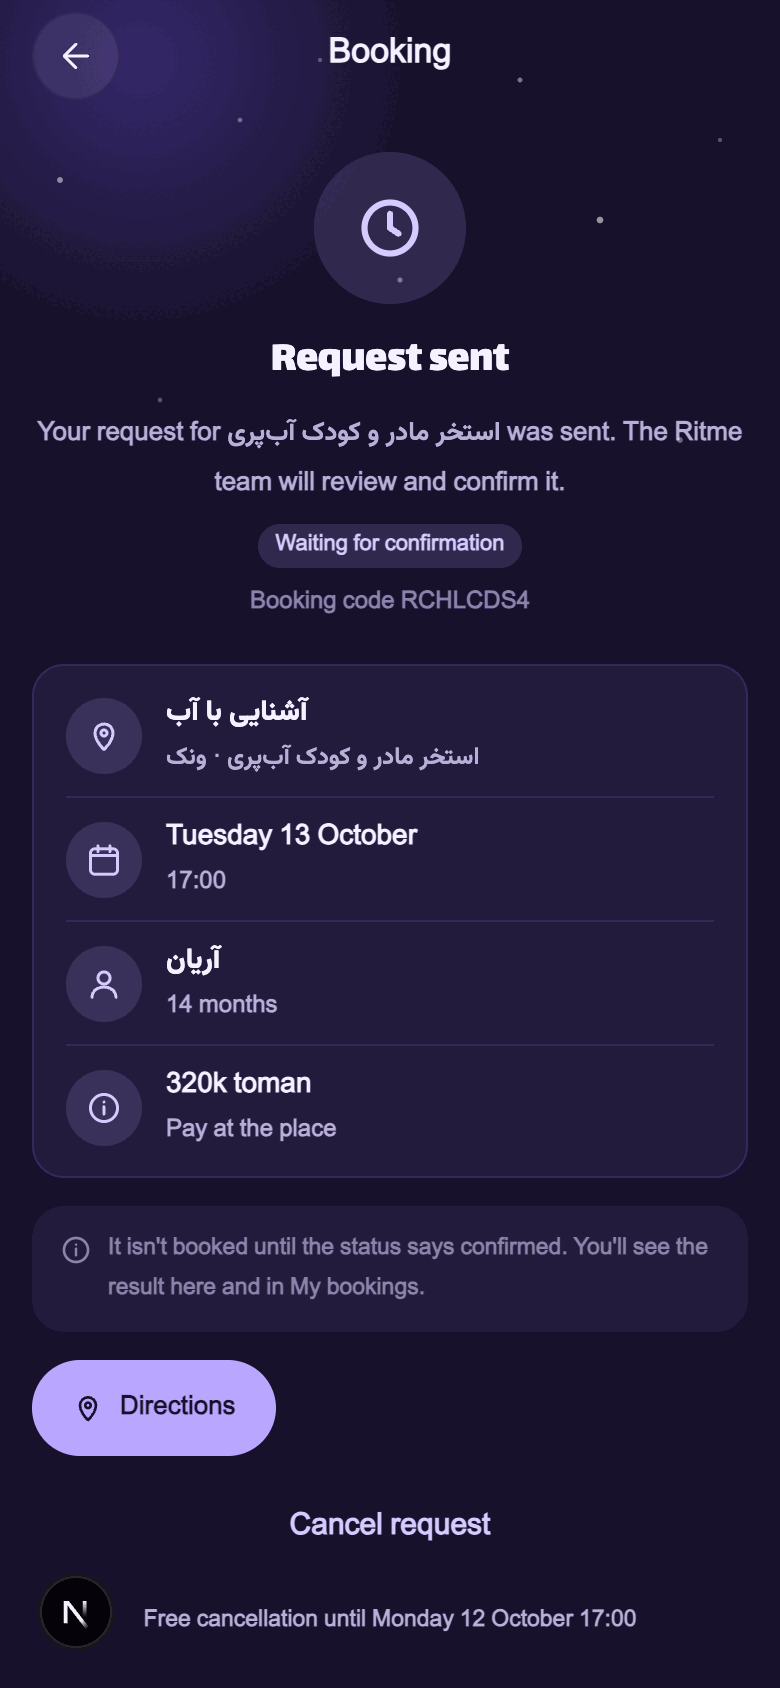 Booking
Request sent
Your request for استخر مادر و کودک آب‌پری was sent. The Ritme
team will review and confirm it.
Waiting for confirmation
Booking code RCHLCDS4
آشنایی با آب
استخر مادر و کودک آب‌پری · ونک
Tuesday 13 October
17:00
آریان
14 months
320k toman
Pay at the place
It isn't booked until the status says confirmed. You'll see the
result here and in My bookings.
Directions
Cancel request
N
Free cancellation until Monday 12 October 17:00